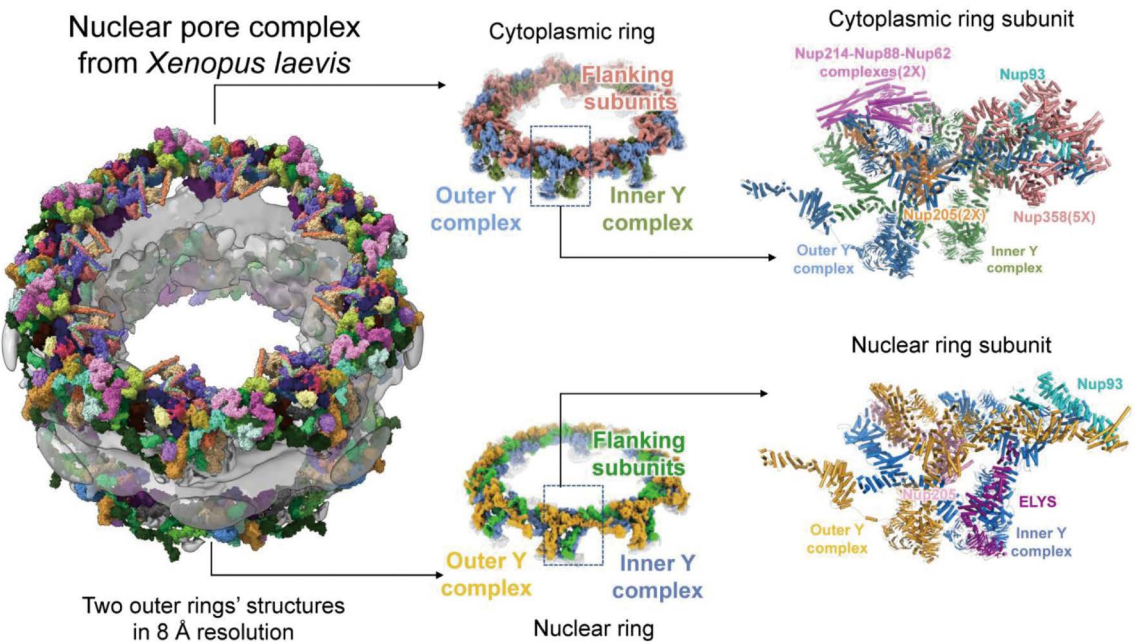 Nuclear pore complex
from Xenopus laevis
Two outer rings’ structures
in 8 Å resolution
Cytoplasmic ring
Flanking
subunits
Outer Y
complex
Inner Y
complex
Cytoplasmic ring subunit
Nup214-Nup88-Nup62
complexes(2X)
Nup93
Nup205(2X)
Nup358(5X)
Outer Y
complex
Inner Y
complex
Flanking
subunits
Outer Y
complex
Inner Y
complex
Nuclear ring
Nuclear ring subunit
Nup93
Nup205
ELYS
Outer Y
complex
Inner Y
complex